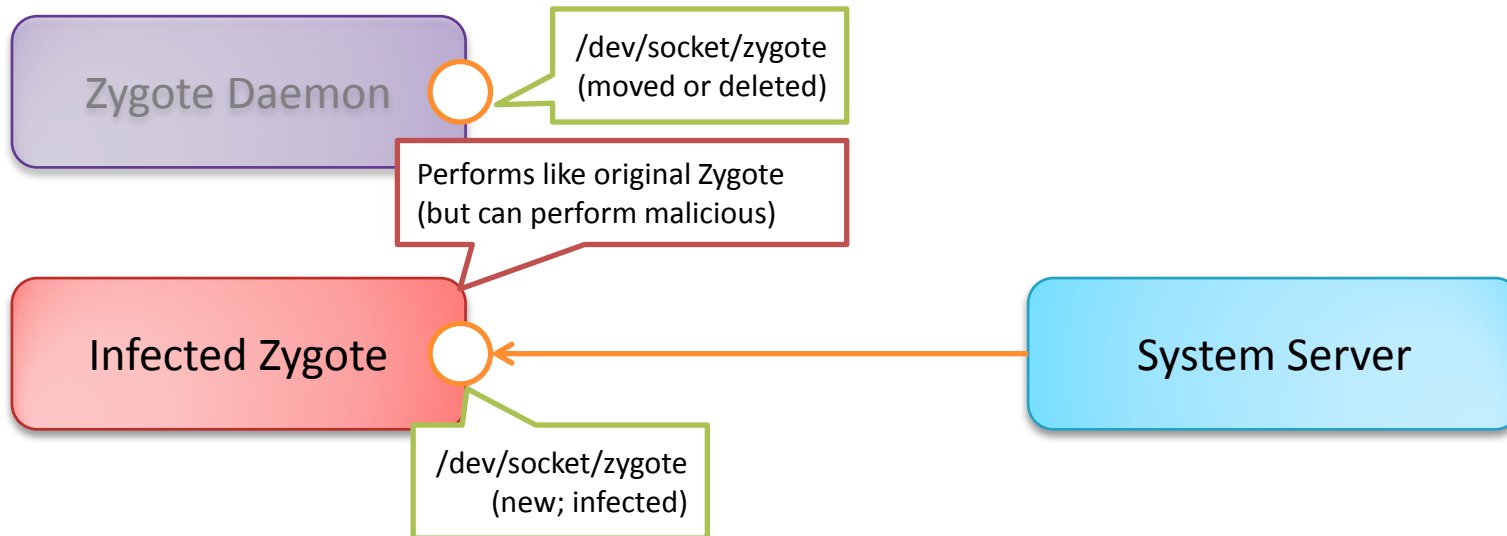 Zygote Daemon
/dev/socket/zygote
(moved or deleted)
Performs like original Zygote
(but can perform malicious)
Infected Zygote
System Server
/dev/socket/zygote
(new; infected)